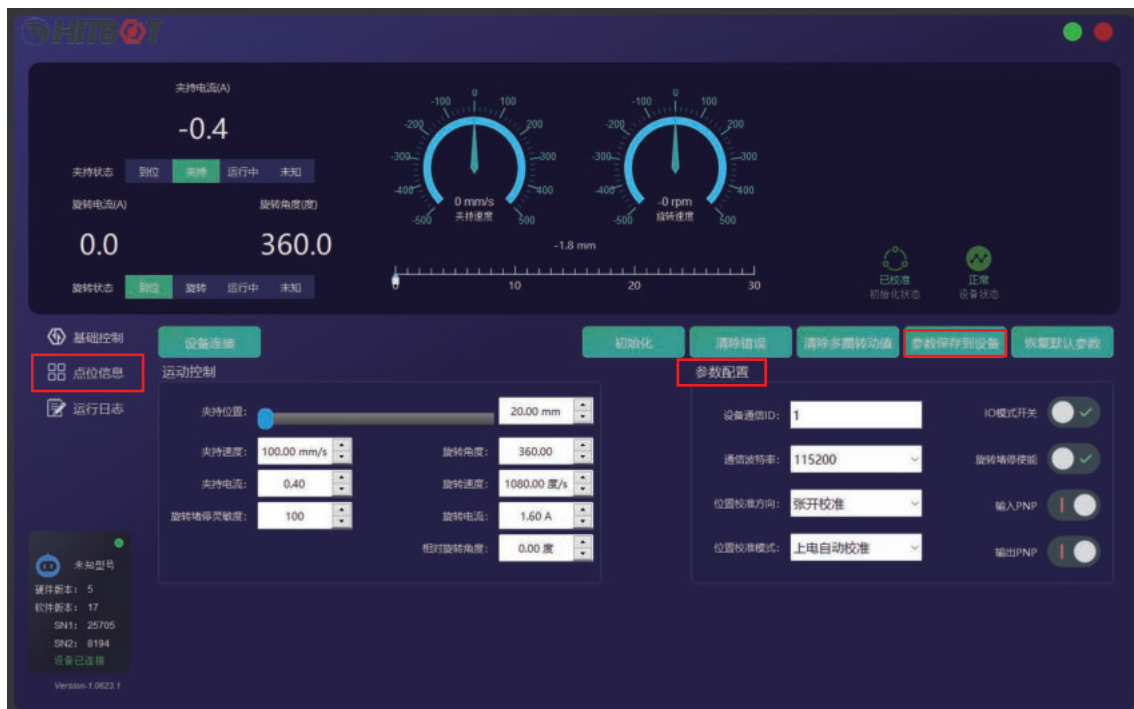 HITBOT
夹持电流(A)
-0.4
夹持状态 到位 夹持 运行中 未知
旋转电流(A) 旋转角度(度)
0.0 360.0
旋转状态 到位 旋转 运行中 未知
-500 -400 -300 -200 -100 0 100 200 300 400 500
0 mm/s
夹持速度
-500 -400 -300 -200 -100 0 100 200 300 400 500
-0 rpm
旋转速度
-1.8 mm
0 10 20 30
已校准 正常
初始化状态 设备状态
基础控制
点位信息
运行日志
设备连接 初始化 清除错误 清除多圈转动值 参数保存到设备 恢复默认参数
运动控制
夹持位置: 20.00 mm
夹持速度: 100.00 mm/s 旋转角度: 360.00
夹持电流: 0.40 旋转速度: 1080.00 度/s
旋转堵停灵敏度: 100 旋转电流: 1.60 A
相对旋转角度: 0.00 度
参数配置
设备通信ID: 1 IO模式开关
通信波特率: 115200 旋转堵停使能
位置校准方向: 张开校准 输入PNP
位置校准模式: 上电自动校准 输出PNP
未知型号
硬件版本: 5
软件版本: 17
SN1: 25705
SN2: 8194
设备已连接
Version-1.0623.1